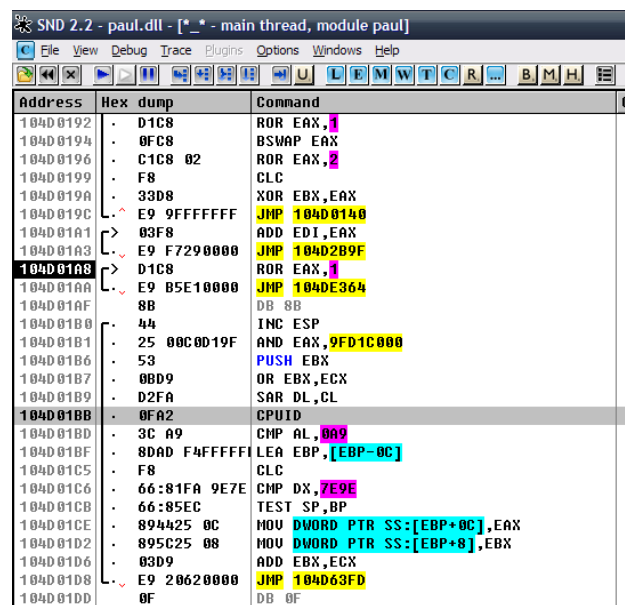 SND 2.2 - paul.dll - [*_* - main thread, module paul]
C File View Debug Trace Plugins Options Windows Help
U L E M W T C R ... B M H
Address Hex dump Command
104D0192 · D1C8 ROR EAX,1
104D0194 · 0FC8 BSWAP EAX
104D0196 · C1C8 02 ROR EAX,2
104D0199 · F8 CLC
104D019A · 33D8 XOR EBX,EAX
104D019C ·^ E9 9FFFFFFF JMP 104D0140
104D01A1 > 03F8 ADD EDI,EAX
104D01A3 ·ˬ E9 F7290000 JMP 104D2B9F
104D01A8 > D1C8 ROR EAX,1
104D01AA ·ˬ E9 B5E10000 JMP 104DE364
104D01AF 8B DB 8B
104D01B0 · 44 INC ESP
104D01B1 · 25 00C0D19F AND EAX,9FD1C000
104D01B6 · 53 PUSH EBX
104D01B7 · 0BD9 OR EBX,ECX
104D01B9 · D2FA SAR DL,CL
104D01BB · 0FA2 CPUID
104D01BD · 3C A9 CMP AL,0A9
104D01BF · 8DAD F4FFFFFF LEA EBP,[EBP-0C]
104D01C5 · F8 CLC
104D01C6 · 66:81FA 9E7E CMP DX,7E9E
104D01CB · 66:85EC TEST SP,BP
104D01CE · 894425 0C MOV DWORD PTR SS:[EBP+0C],EAX
104D01D2 · 895C25 08 MOV DWORD PTR SS:[EBP+8],EBX
104D01D6 · 03D9 ADD EBX,ECX
104D01D8 ·ˬ E9 20620000 JMP 104D63FD
104D01DD 0F DB 0F